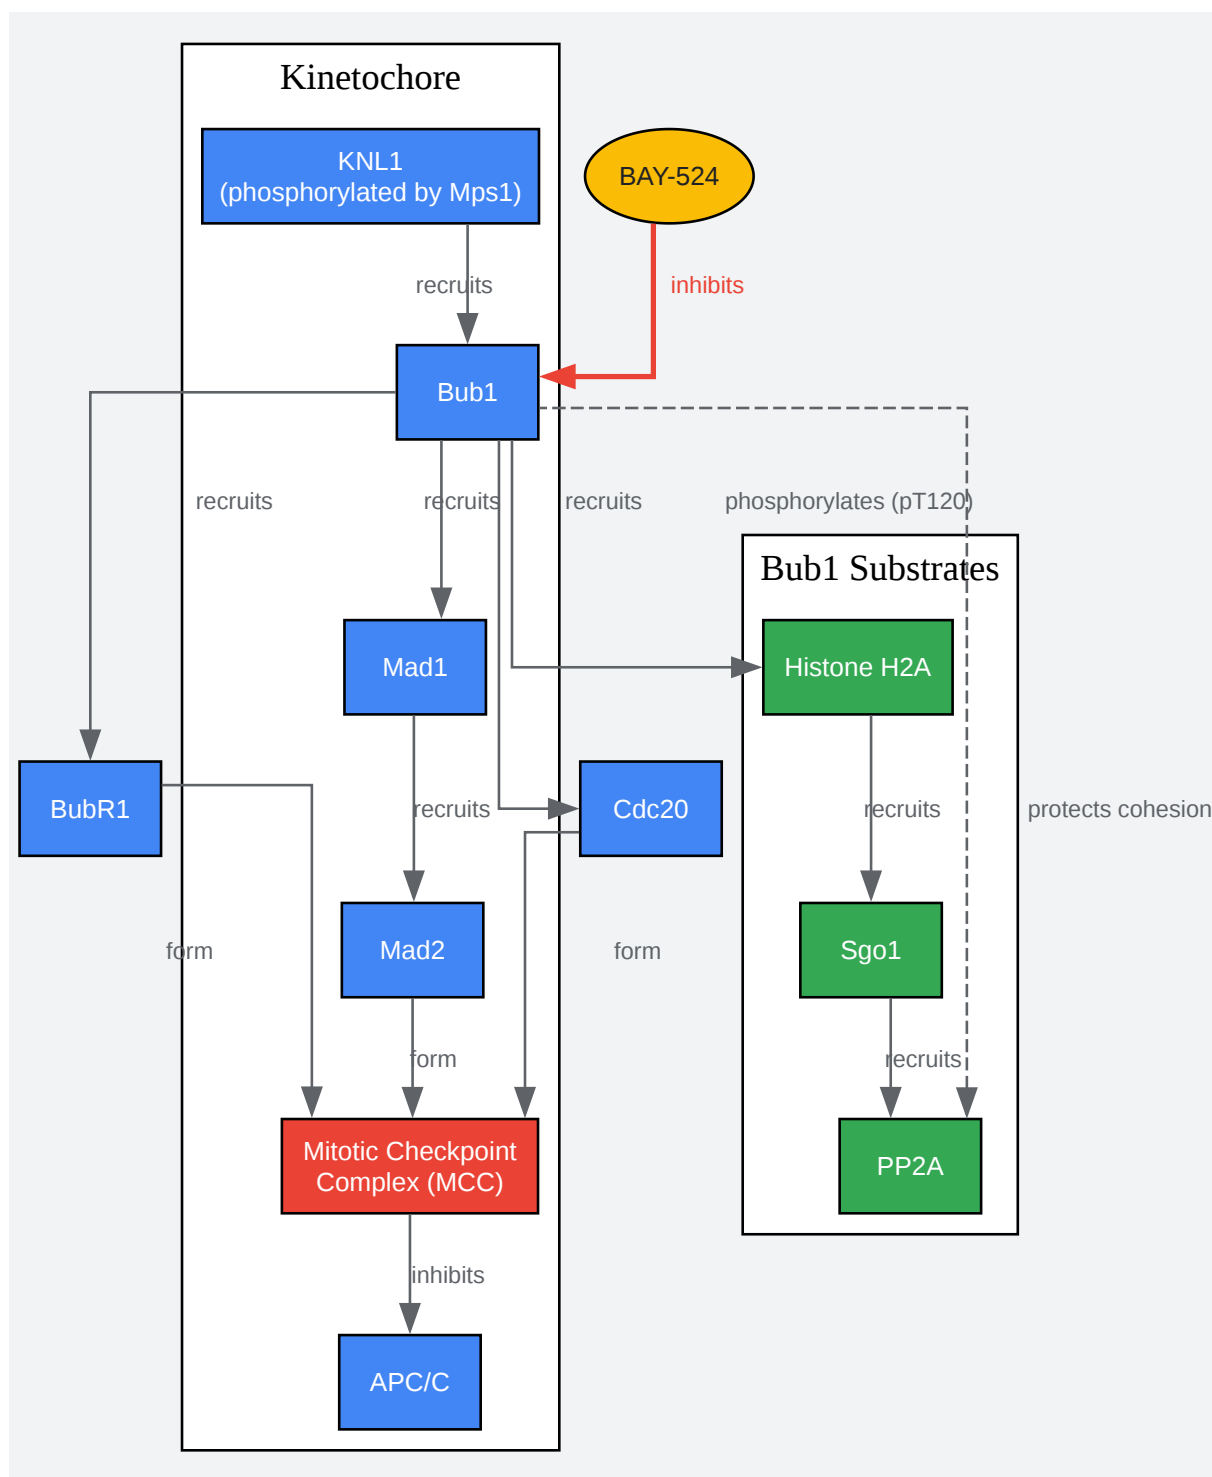 Kinetochore
KNL1
(phosphorylated by Mps1)
BAY-524
recruits
inhibits
Bub1
recruits
recruits
recruits
phosphorylates (pT120)
Bub1 Substrates
Mad1
Histone H2A
BubR1
recruits
Cdc20
recruits
protects cohesion
form
Mad2
form
Sgo1
form
recruits
Mitotic Checkpoint
Complex (MCC)
PP2A
inhibits
APC/C